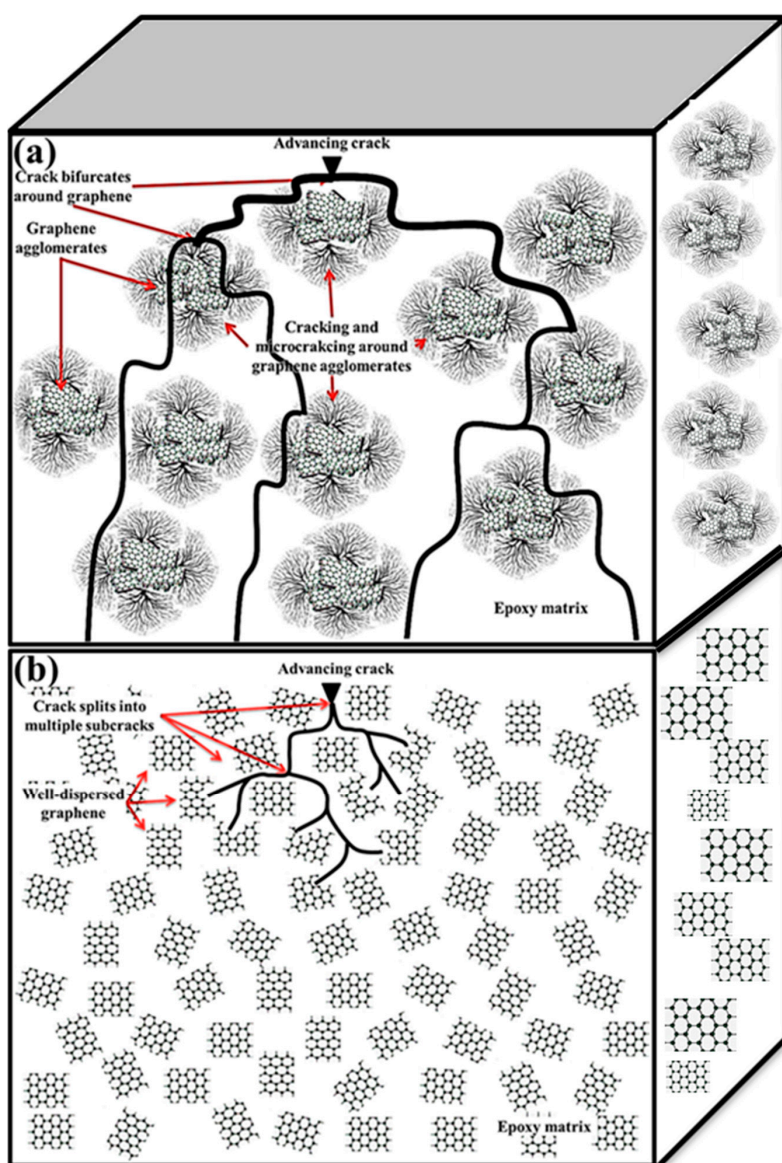 (a)
Advancing crack
Crack bifurcates
around graphene
Graphene
agglomerates
Cracking and
microcrakcing around
graphene agglomerates
Epoxy matrix
(b)
Advancing crack
Crack splits into
multiple subcracks
Well-dispersed
graphene
Epoxy matrix